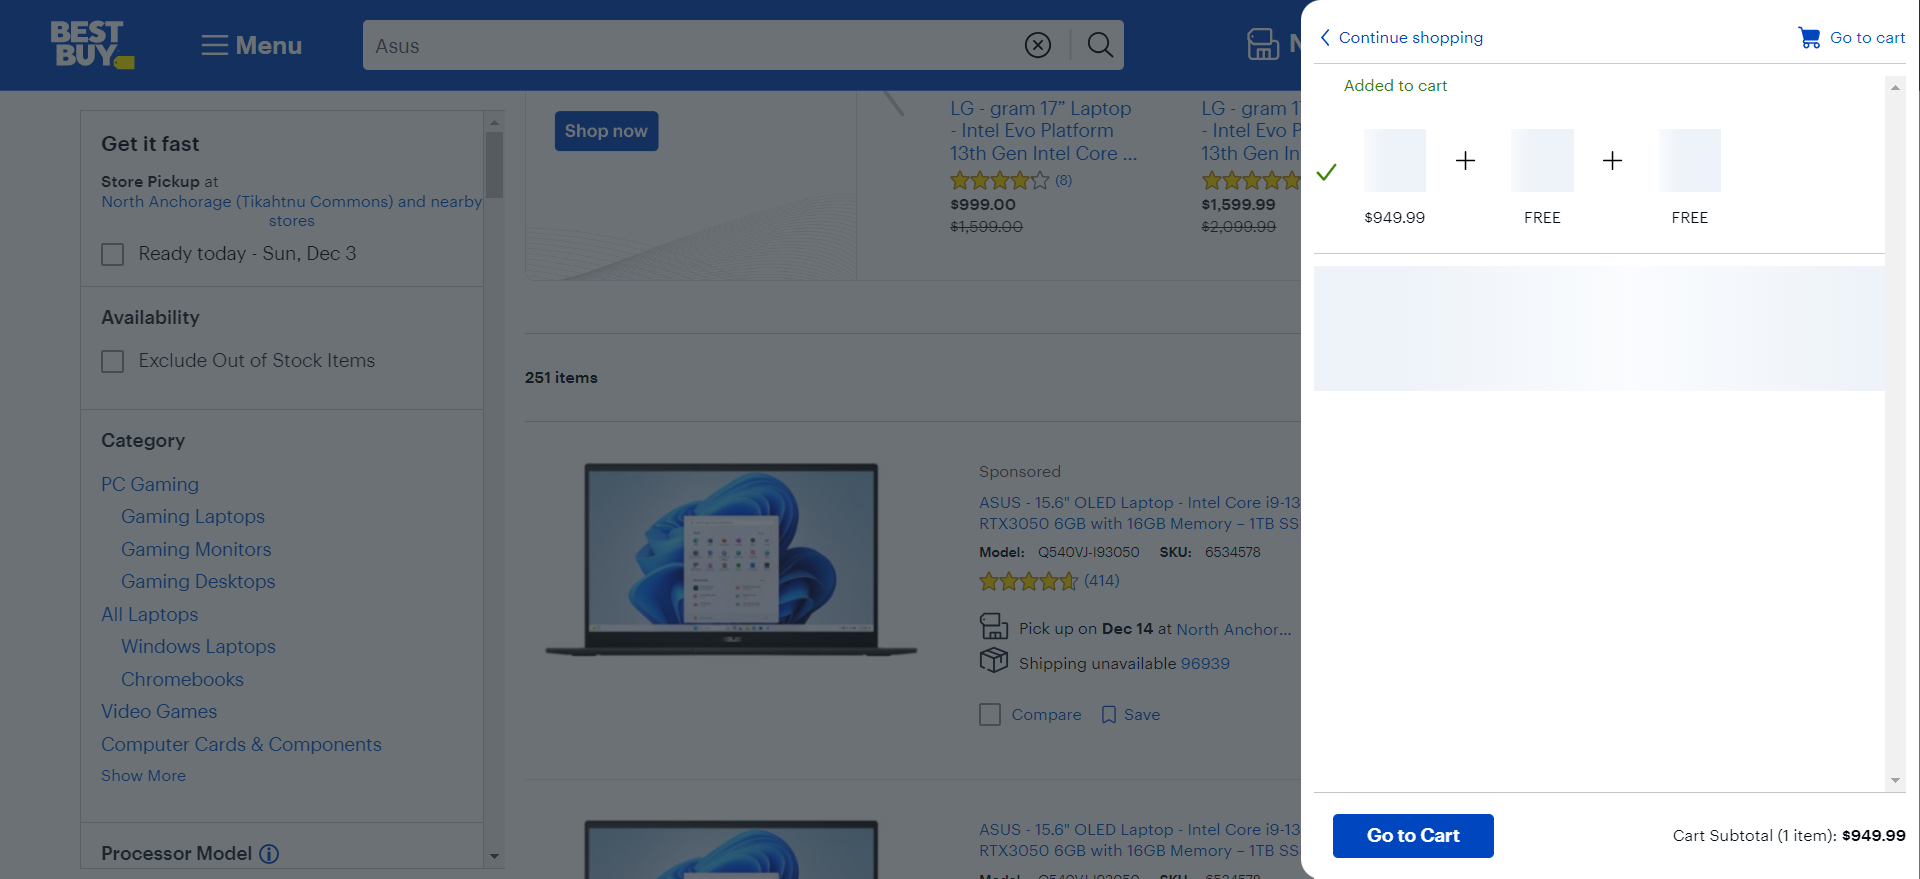 BEST
BUY
Menu
Asus
N
Continue shopping
Go to cart
Added to cart
$949.99
FREE
FREE
Go to Cart
Cart Subtotal (1 item): $949.99
Get it fast
Store Pickup at
North Anchorage (Tikahtnu Commons) and nearby
stores
Ready today - Sun, Dec 3
Availability
Exclude Out of Stock Items
Category
PC Gaming
Gaming Laptops
Gaming Monitors
Gaming Desktops
All Laptops
Windows Laptops
Chromebooks
Video Games
Computer Cards & Components
Show More
Processor Model
Shop now
LG - gram 17” Laptop
- Intel Evo Platform
13th Gen Intel Core ...
(8)
$999.00
$1,599.00
LG - gram 1
- Intel Evo P
13th Gen In
$1,599.99
$2,099.99
251 items
Sponsored
ASUS - 15.6" OLED Laptop - Intel Core i9-13
RTX3050 6GB with 16GB Memory – 1TB SS
Model: Q540VJ-I93050 SKU: 6534578
(414)
Pick up on Dec 14 at North Anchor...
Shipping unavailable 96939
Compare
Save
ASUS - 15.6" OLED Laptop - Intel Core i9-13
RTX3050 6GB with 16GB Memory – 1TB SS
Model: Q540VJ-I93050 SKU: 6534578